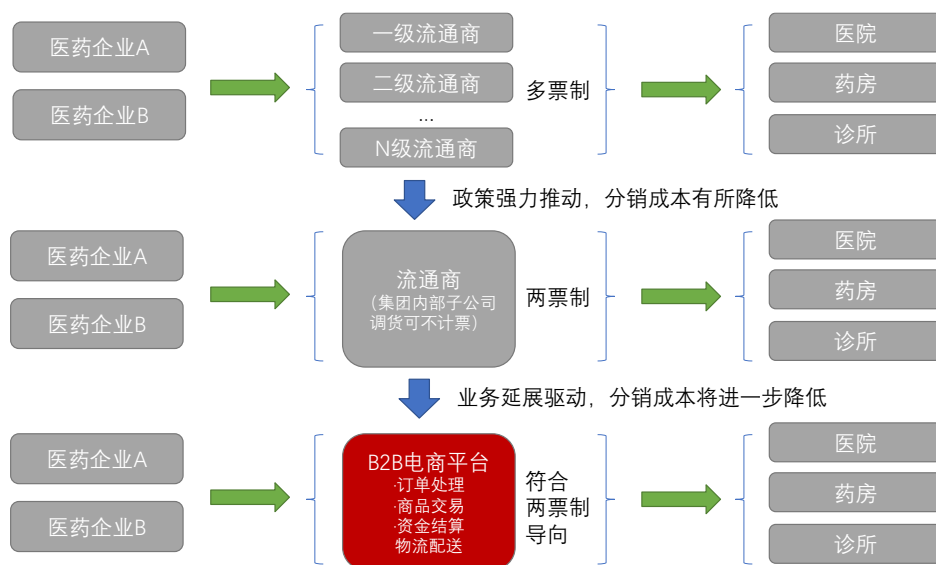 医药企业A
医药企业B
一级流通商
二级流通商
...
N级流通商
多票制
医院
药房
诊所
政策强力推动，分销成本有所降低
医药企业A
医药企业B
流通商
（集团内部子公司
调货可不计票）
两票制
医院
药房
诊所
业务延展驱动，分销成本将进一步降低
医药企业A
医药企业B
B2B电商平台
·订单处理
·商品交易
·资金结算
物流配送
符合
两票制
导向
医院
药房
诊所